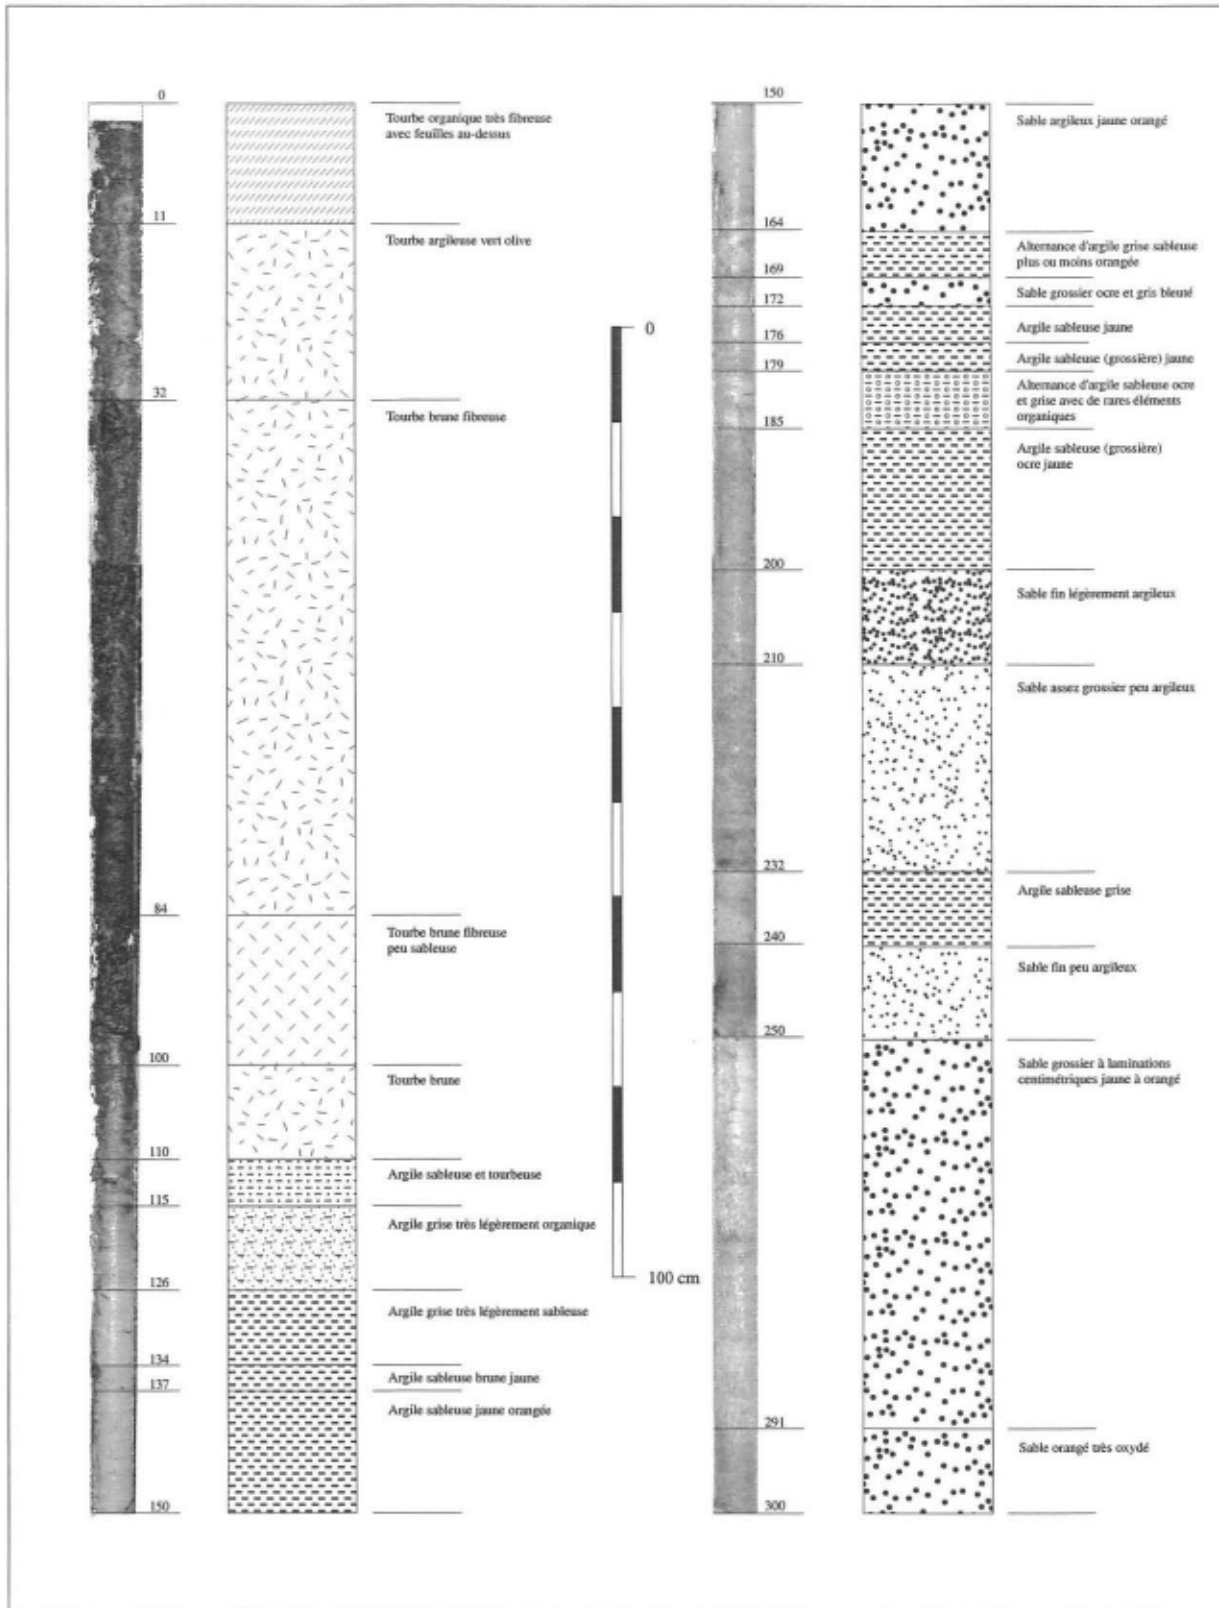 0
Tourbe organique très fibreuse
avec feuilles au-dessus
11
Tourbe argileuse vert olive
32
Tourbe brune fibreuse
84
Tourbe brune fibreuse
peu sableuse
100
Tourbe brune
110
Argile sableuse et tourbeuse
115
Argile grise très légèrement organique
126
Argile grise très légèrement sableuse
134
Argile sableuse brune jaune
137
Argile sableuse jaune orangée
150
0
100 cm
150
Sable argileux jaune orangé
164
Alternance d'argile grise sableuse
plus ou moins orangée
169
Sable grossier ocre et gris bleuté
172
Argile sableuse jaune
176
Argile sableuse (grossière) jaune
179
Alternance d'argile sableuse ocre
et grise avec de rares éléments
organiques
185
Argile sableuse (grossière)
ocre jaune
200
Sable fin légèrement argileux
210
Sable assez grossier peu argileux
232
Argile sableuse grise
240
Sable fin peu argileux
250
Sable grossier à laminations
centimétriques jaune à orangé
291
Sable orangé très oxydé
300